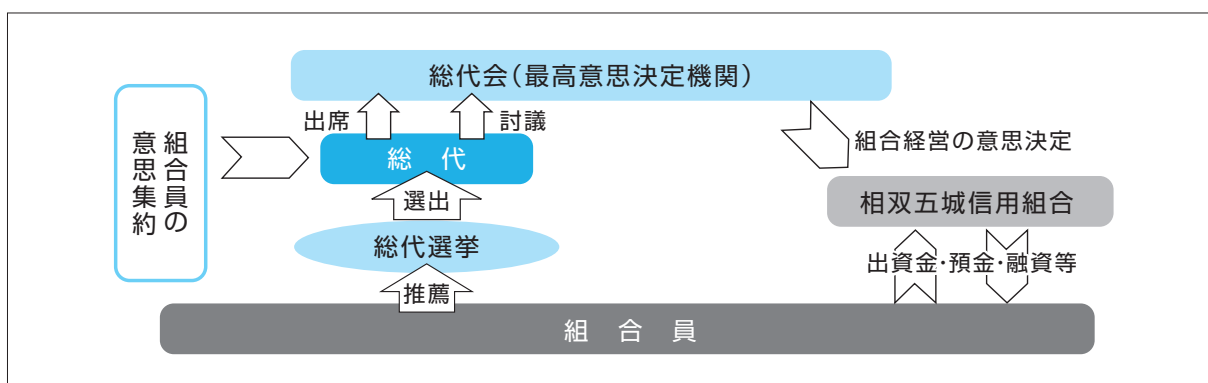 総代会（最高意思決定機関）
出席
討議
組合員の
意思集約
総代
組合経営の意思決定
選出
相双五城信用組合
総代選挙
出資金・預金・融資等
推薦
組合員